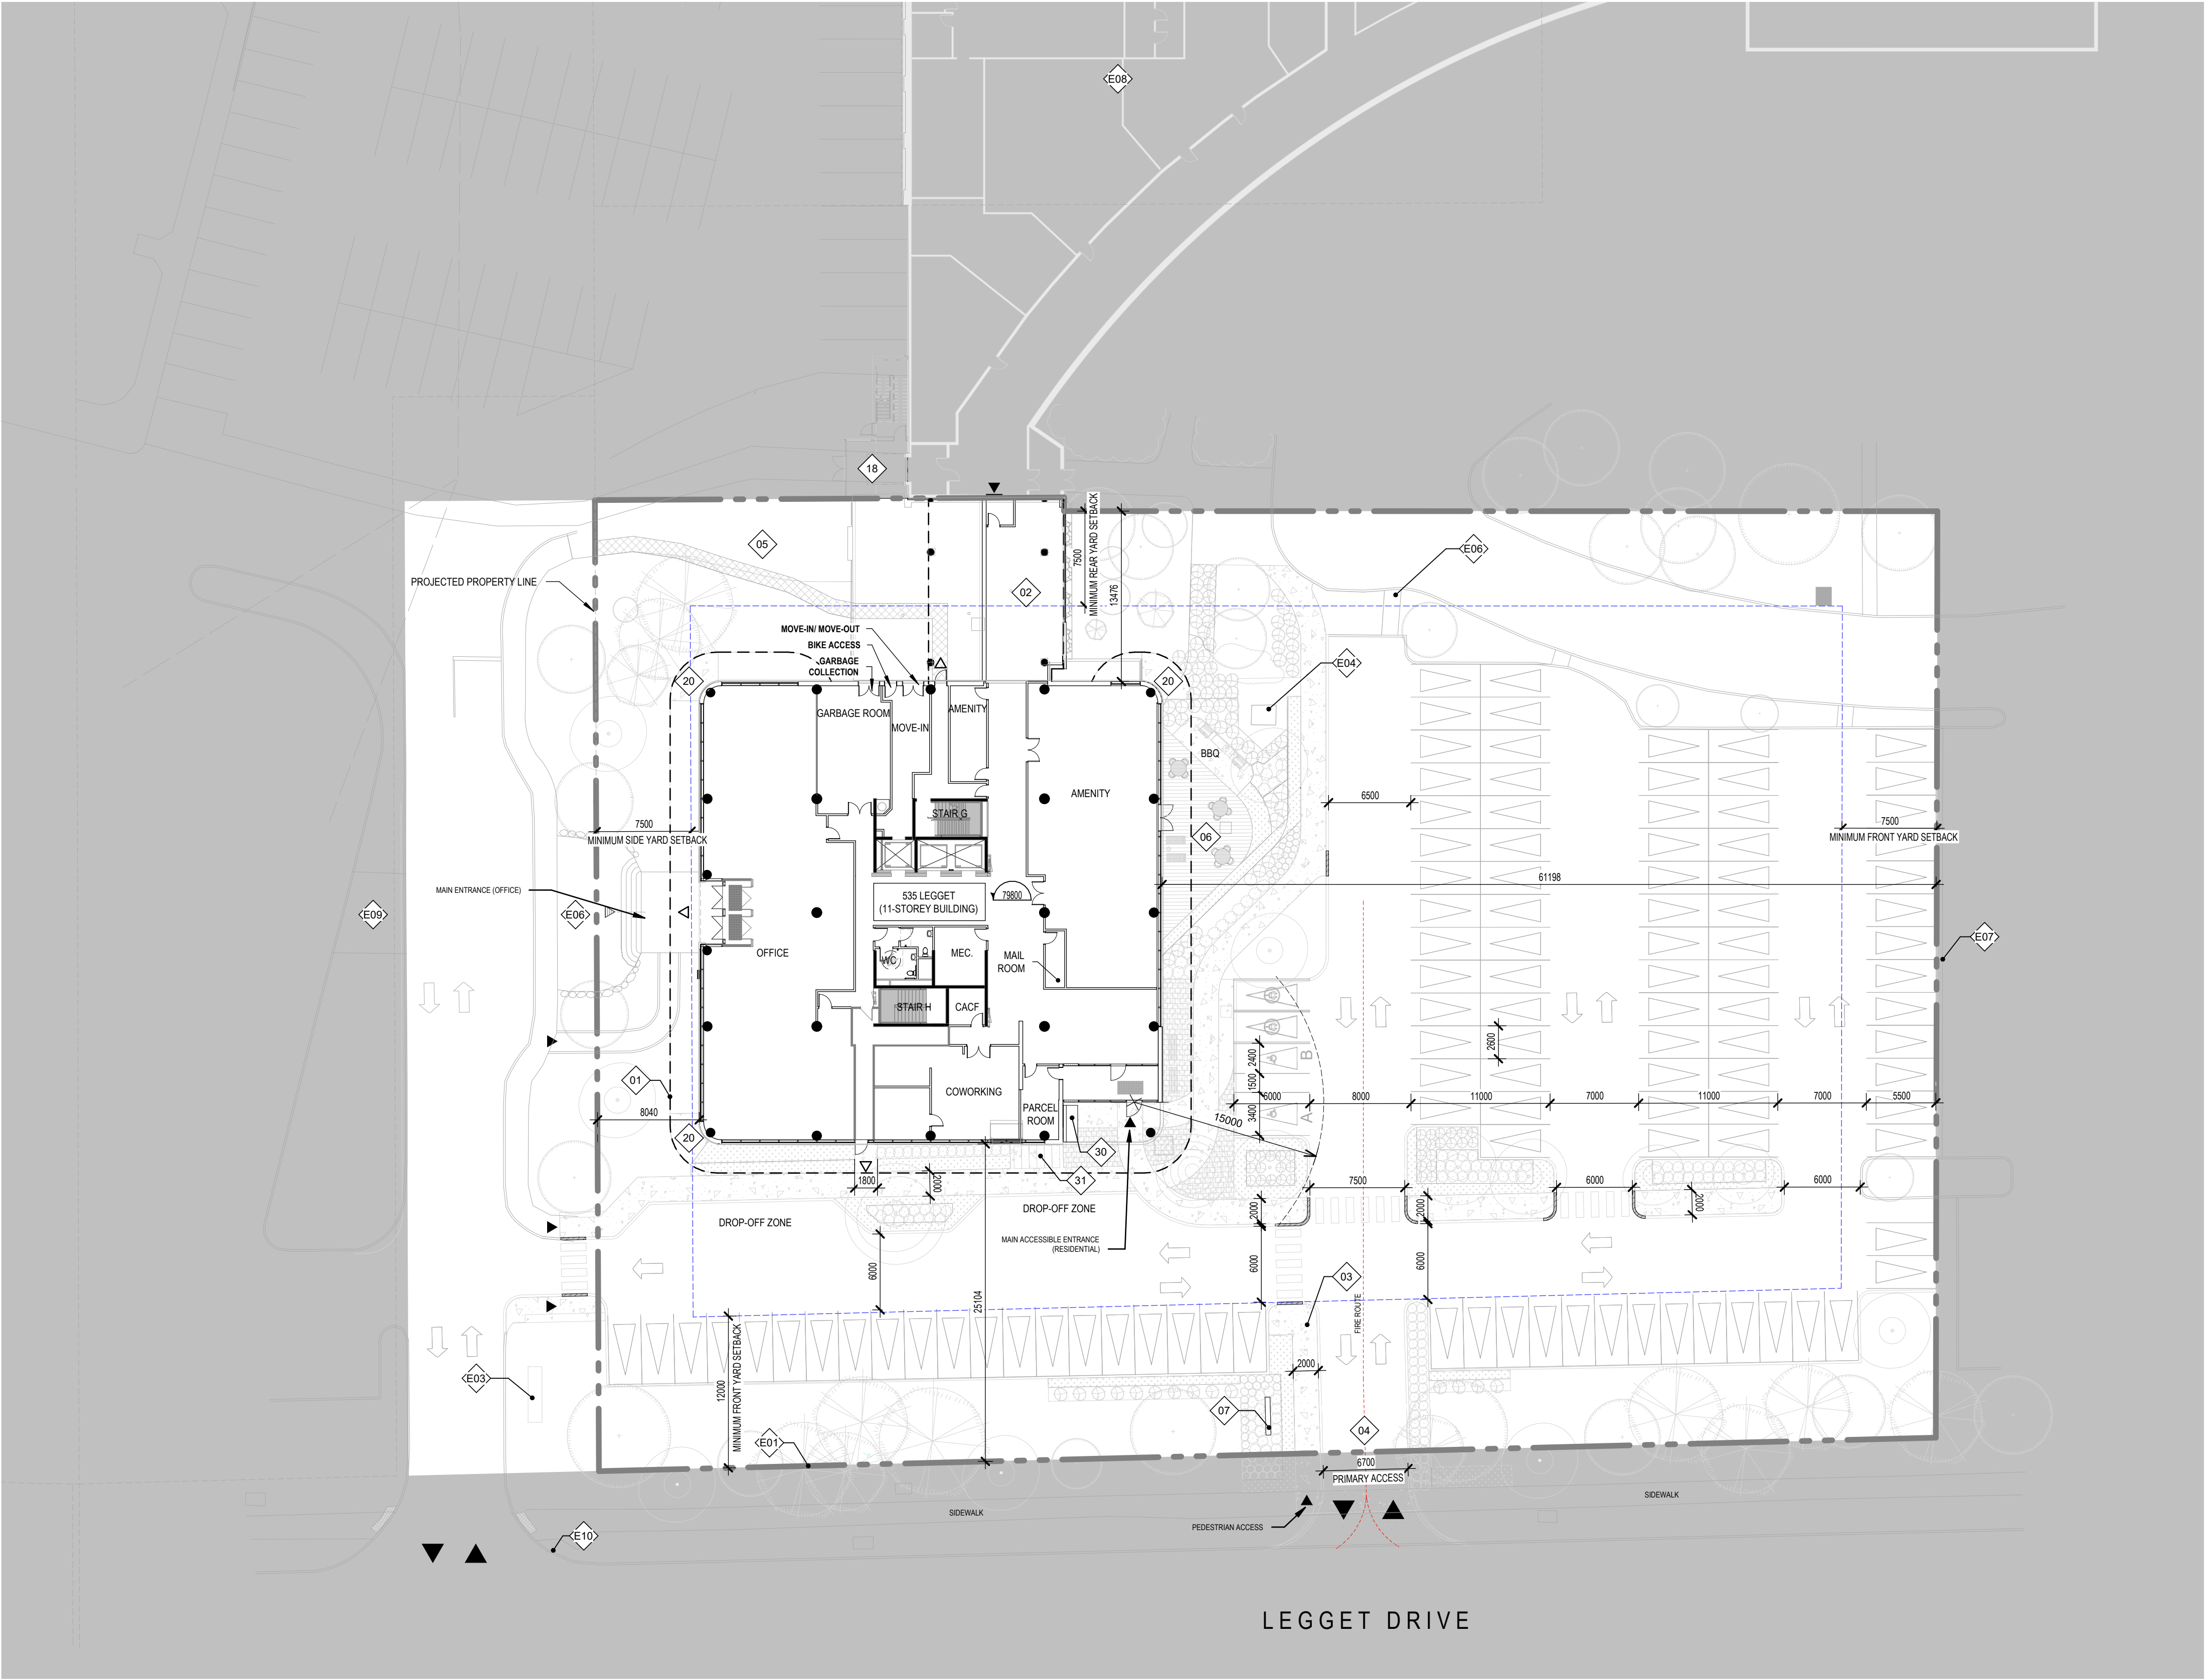 E08
18
05
7500
MINIMUM REAR YARD SETBACK
13476
E06
PROJECTED PROPERTY LINE
02
MOVE-IN/ MOVE-OUT
BIKE ACCESS
GARBAGE
COLLECTION
20
20
E04
GARBAGE ROOM
AMENITY
MOVE-IN
BBQ
AMENITY
6500
STAIR G
7500
MINIMUM SIDE YARD SETBACK
06
7500
MINIMUM FRONT YARD SETBACK
61198
MAIN ENTRANCE (OFFICE)
535 LEGGET
(11-STOREY BUILDING)
79800
E09
E06
E07
OFFICE
WC
MEC.
MAIL
ROOM
STAIR H
CACF
2600
2400
B
1500
01
COWORKING
6000
8000
11000
7000
11000
7000
5500
8040
PARCEL
ROOM
3400
A
15000
20
30
31
1800
2000
7500
6000
6000
2000
2000
2000
DROP-OFF ZONE
DROP-OFF ZONE
MAIN ACCESSIBLE ENTRANCE
(RESIDENTIAL)
6000
6000
6000
03
25104
FIRE ROUTE
12000
MINIMUM FRONT YARD SETBACK
2000
E03
07
04
E01
6700
PRIMARY ACCESS
SIDEWALK
SIDEWALK
PEDESTRIAN ACCESS
E10
LEGGET DRIVE